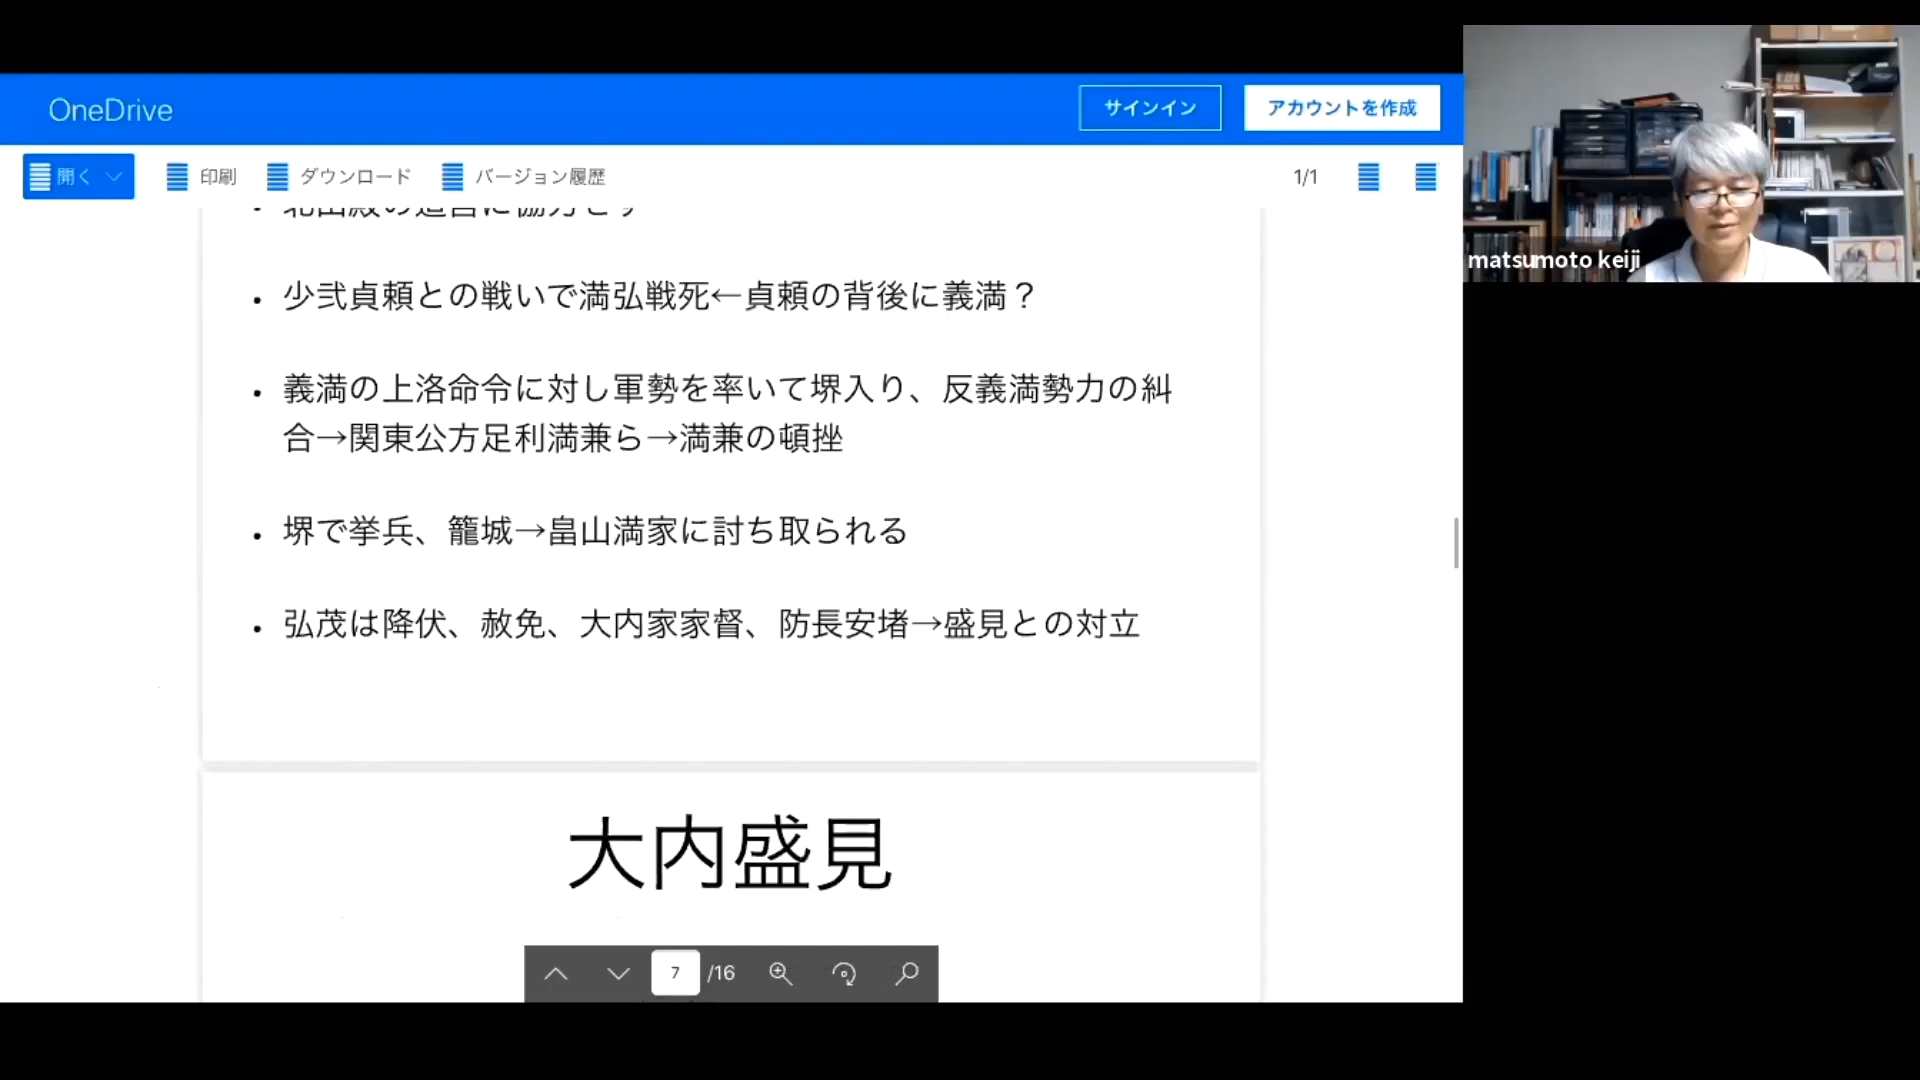 OneDrive
サインイン
アカウントを作成
開く
印刷
ダウンロード
バージョン履歴
1/1
・少弐貞頼との戦いで満弘戦死←貞頼の背後に義満？
・義満の上洛命令に対し軍勢を率いて堺入り、反義満勢力の糾
合→関東公方足利満兼ら→満兼の頓挫
・堺で挙兵、籠城→畠山満家に討ち取られる
・弘茂は降伏、赦免、大内家家督、防長安堵→盛見との対立
大内盛見
7 /16
matsumoto keiji